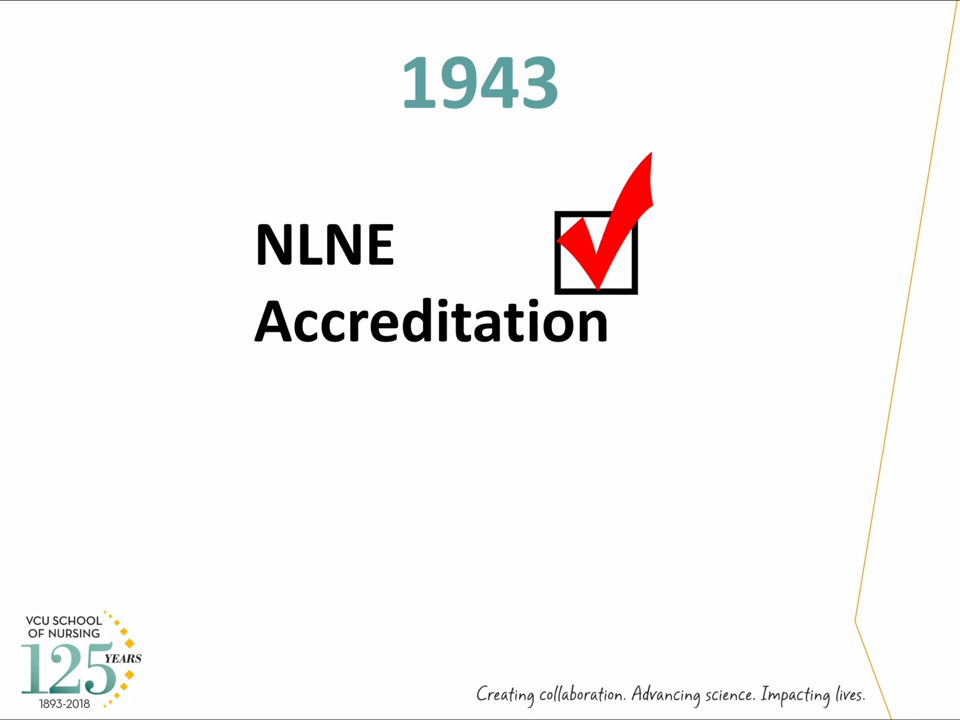 1943
NLNE
Accreditation
VCU SCHOOL
OF NURSING
125 YEARS
1893-2018
Creating collaboration. Advancing science. Impacting lives.